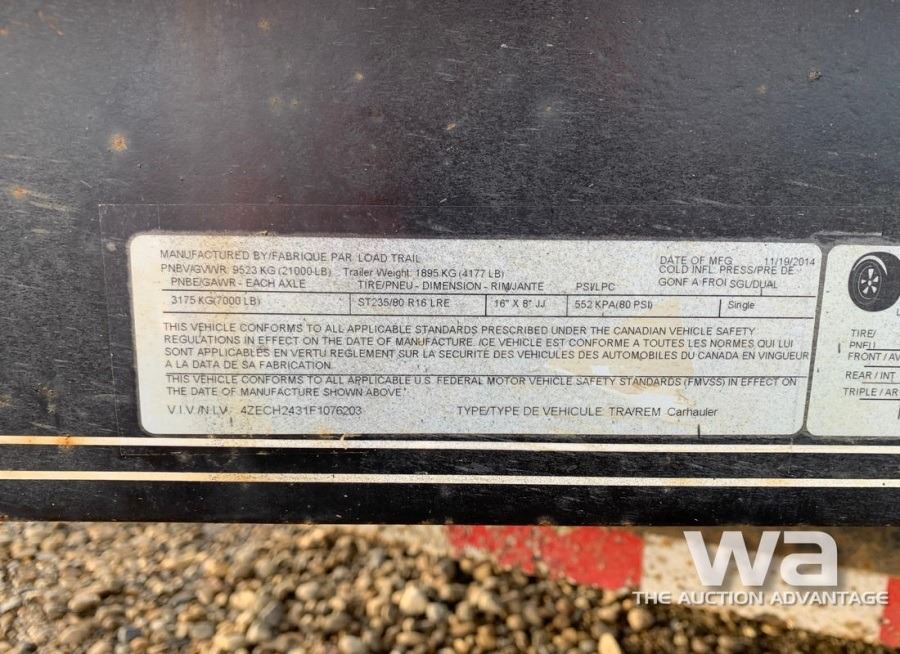 MANUFACTURED BY/FABRIQUE PAR LOAD TRAIL
DATE OF MFG 11/19/2014
PNBV/GVWR 9523 KG (21000-LB) Trailer Weight: 1895 KG (4177 LB)
COLD INFL. PRESS/PRE DE
PNBE/GAWR - EACH AXLE TIRE/PNEU - DIMENSION - RIM/JANTE PSI/LPC
GONF A FROI SGL/DUAL
3175 KG(7000 LB) ST235/80 R16 LRE 16" X 8" JJ 552 KPA(80 PSI) Single
THIS VEHICLE CONFORMS TO ALL APPLICABLE STANDARDS PRESCRIBED UNDER THE CANADIAN VEHICLE SAFETY
REGULATIONS IN EFFECT ON THE DATE OF MANUFACTURE. /CE VEHICLE EST CONFORME A TOUTES LES NORMES QUI LUI
SONT APPLICABLES EN VERTU REGLEMENT SUR LA SECURITE DES VEHICULES DES AUTOMOBILES DU CANADA EN VINGUEUR
A LA DATA DE SA FABRICATION.
THIS VEHICLE CONFORMS TO ALL APPLICABLE U.S. FEDERAL MOTOR VEHICLE SAFETY STANDARDS (FMVSS) IN EFFECT ON
THE DATE OF MANUFACTURE SHOWN ABOVE
V.I.V./N.I.V. 4ZECH2431F1076203 TYPE/TYPE DE VEHICULE: TRA/REM Carhauler
TIRE/
PNEU
FRONT/AV
REAR / INT
TRIPLE / AR
wa
THE AUCTION ADVANTAGE